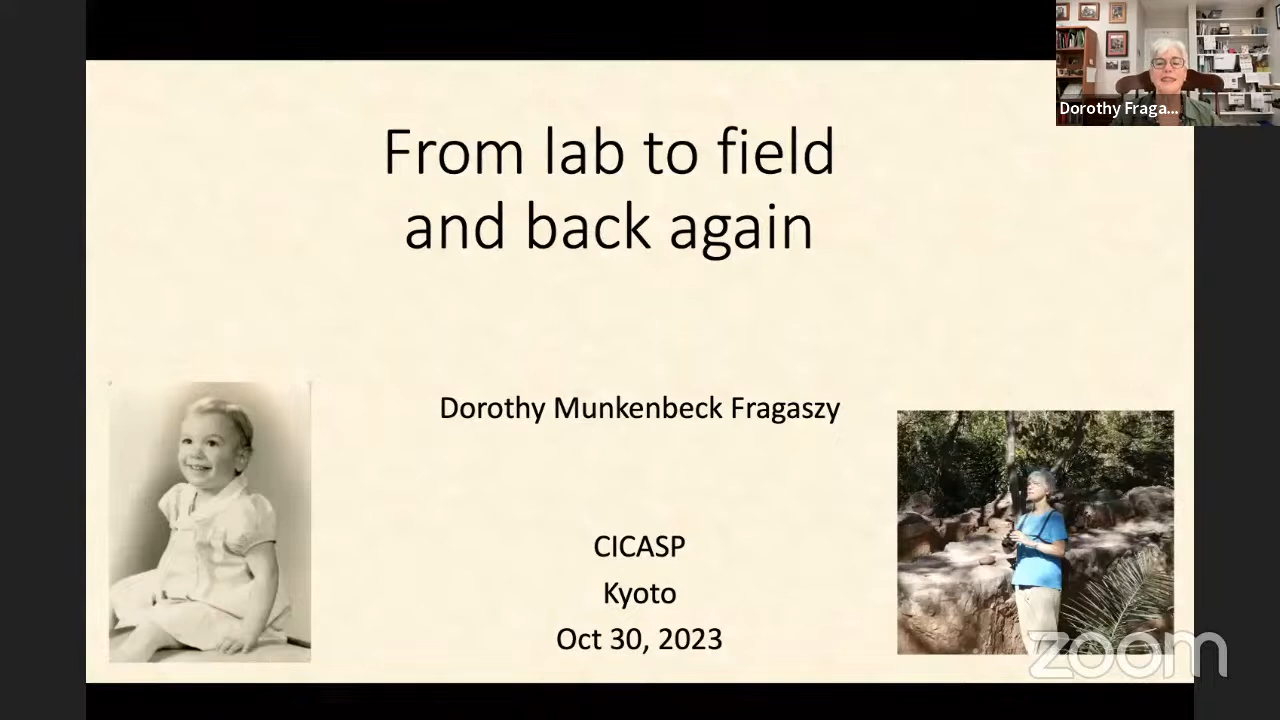 Dorothy Fraga...
From lab to field
and back again
Dorothy Munkenbeck Fragaszy
CICASP
Kyoto
Oct 30, 2023
zoom